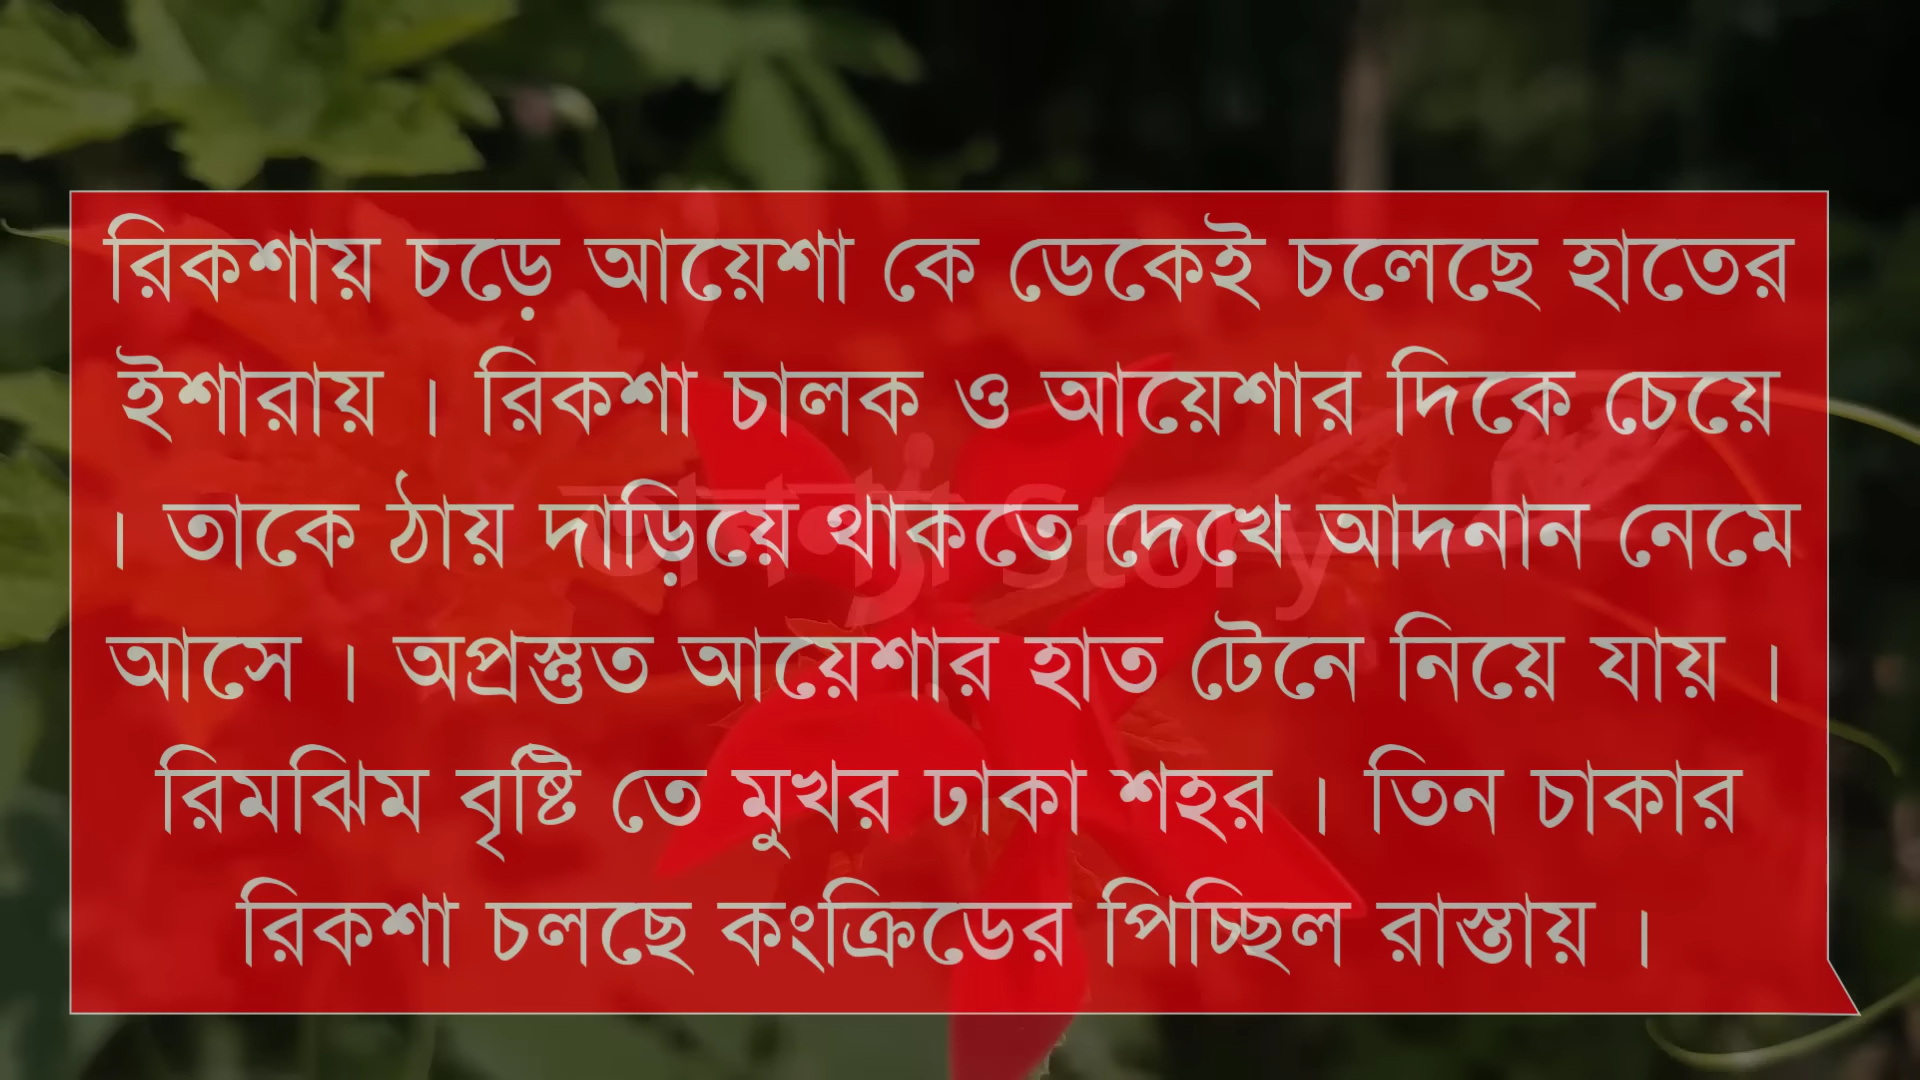 রিকশায় চড়ে আয়েশা কে ডেকেই চলেছে হাতের
ইশারায় । রিকশা চালক ও আয়েশার দিকে চেয়ে
। তাকে ঠায় দাড়িয়ে থাকতে দেখে আদনান নেমে
আসে । অপ্রস্তুত আয়েশার হাত টেনে নিয়ে যায় ।
রিমঝিম বৃষ্টি তে মুখর ঢাকা শহর । তিন চাকার
রিকশা চলছে কংক্রিডের পিচ্ছিল রাস্তায় ।
Story